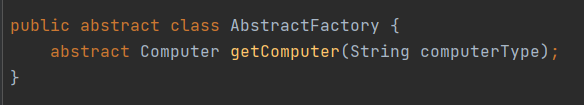 public abstract class AbstractFactory {
    abstract Computer getComputer(String computerType);
}